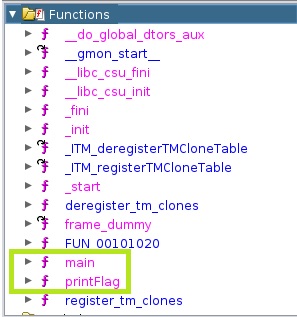 Functions
__do_global_dtors_aux
__gmon_start__
__libc_csu_fini
__libc_csu_init
_fini
_init
_ITM_deregisterTMCloneTable
_ITM_registerTMCloneTable
_start
deregister_tm_clones
frame_dummy
FUN_00101020
main
printFlag
register_tm_clones